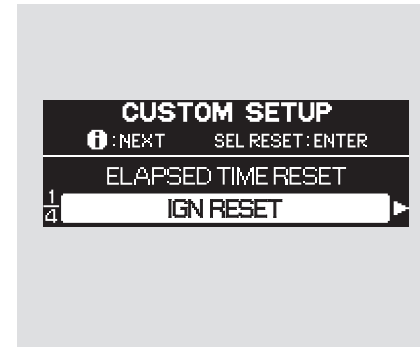 CUSTOM SETUP
i:NEXT SEL RESET:ENTER
ELAPSED TIME RESET
1/4 IGN RESET